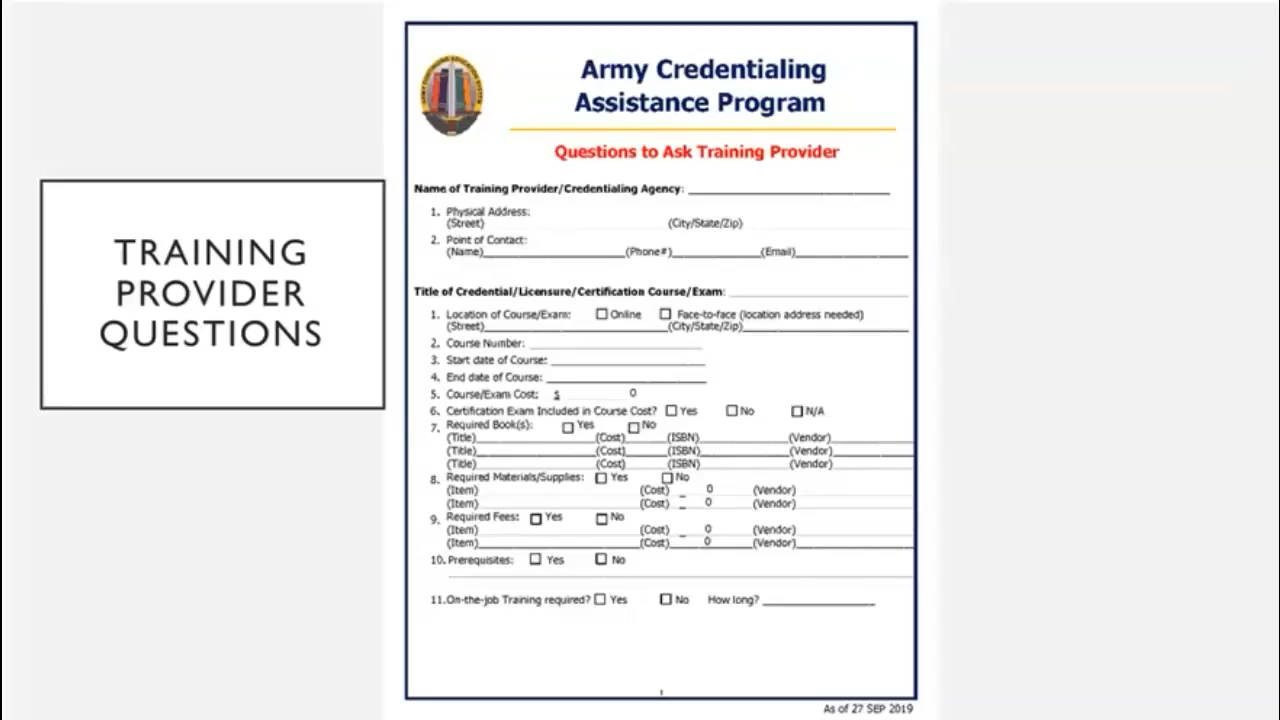 TRAINING
PROVIDER
QUESTIONS
Army Credentialing
Assistance Program
Questions to Ask Training Provider
Name of Training Provider/Credentialing Agency:
1. Physical Address:
(Street) (City/State/Zip)
2. Point of Contact:
(Name) (Phone#) (Email)
Title of Credential/Licensure/Certification Course/Exam:
1. Location of Course/Exam: Online Face-to-face (location address needed)
(Street) (City/State/Zip)
2. Course Number:
3. Start date of Course:
4. End date of Course:
5. Course/Exam Cost: $ 0
6. Certification Exam Included in Course Cost? Yes No N/A
7. Required Book(s): Yes No
(Title) (Cost) (ISBN) (Vendor)
(Title) (Cost) (ISBN) (Vendor)
(Title) (Cost) (ISBN) (Vendor)
8. Required Materials/Supplies: Yes No
(Item) (Cost) 0 (Vendor)
(Item) (Cost) 0 (Vendor)
9. Required Fees: Yes No
(Item) (Cost) 0 (Vendor)
(Item) (Cost) 0 (Vendor)
10. Prerequisites: Yes No
11. On-the-job Training required? Yes No How long?
1
As of 27 SEP 2019